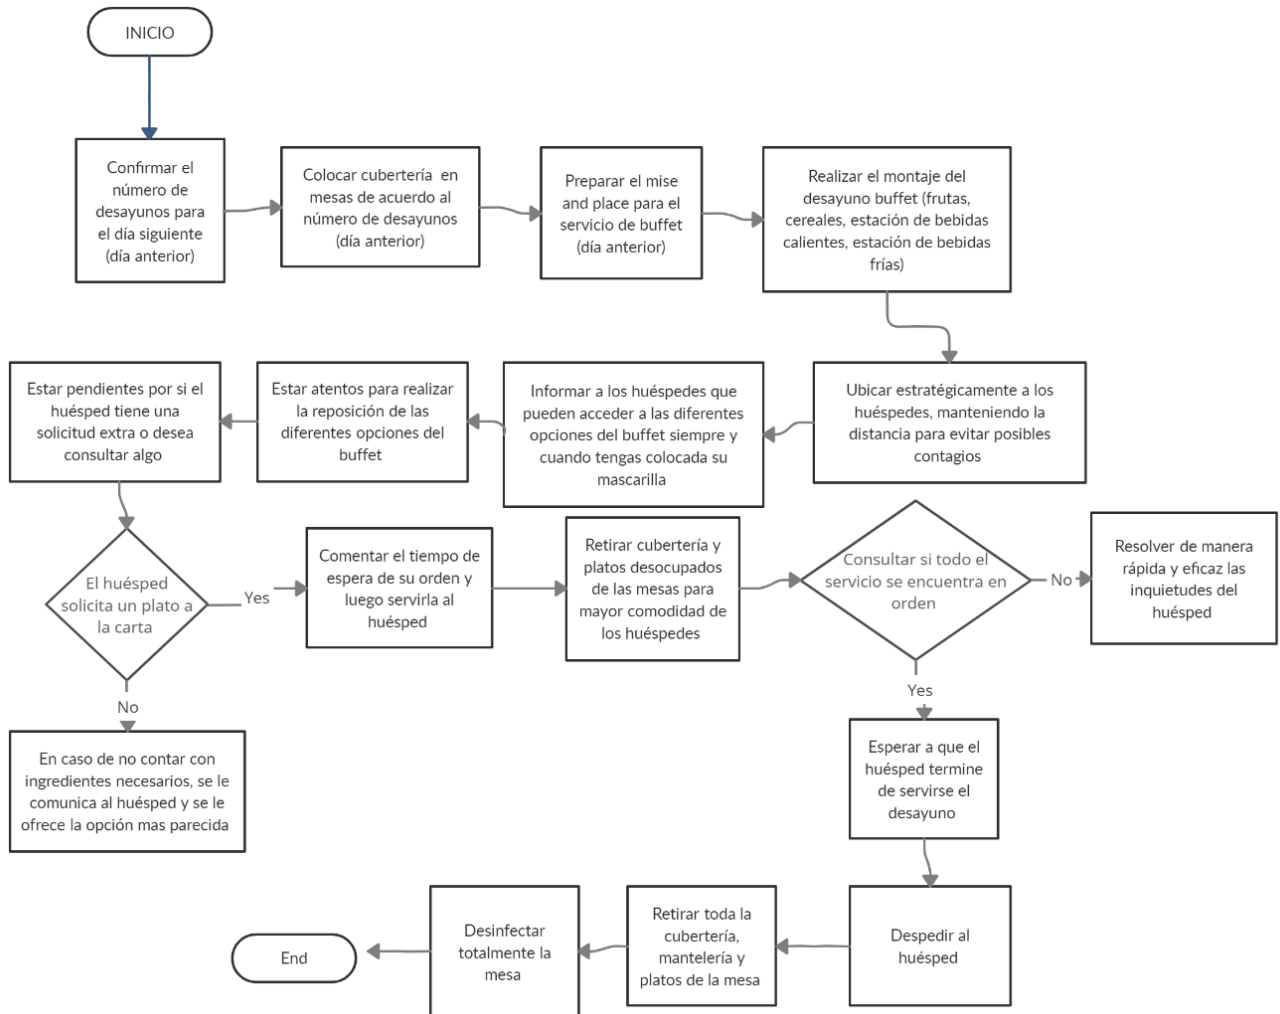 INICIO
Confirmar el
número de
desayunos para
el día siguiente
(día anterior)
Colocar cubertería en
mesas de acuerdo al
número de desayunos
(día anterior)
Preparar el mise
and place para el
servicio de buffet
(día anterior)
Realizar el montaje del
desayuno buffet (frutas,
cereales, estación de bebidas
calientes, estación de bebidas
frías)
Ubicar estratégicamente a los
huéspedes, manteniendo la
distancia para evitar posibles
contagios
Informar a los huéspedes que
pueden acceder a las diferentes
opciones del buffet siempre y
cuando tengas colocada su
mascarilla
Estar atentos para realizar
la reposición de las
diferentes opciones del
buffet
Estar pendientes por si el
huésped tiene una
solicitud extra o desea
consultar algo
El huésped
solicita un plato a
la carta
Yes
No
En caso de no contar con
ingredientes necesarios, se le
comunica al huésped y se le
ofrece la opción mas parecida
Comentar el tiempo de
espera de su orden y
luego servirla al
huésped
Retirar cubertería y
platos desocupados
de las mesas para
mayor comodidad de
los huéspedes
Consultar si todo el
servicio se encuentra en
orden
No
Resolver de manera
rápida y eficaz las
inquietudes del
huésped
Yes
Esperar a que el
huésped termine
de servirse el
desayuno
Despedir al
huésped
Retirar toda la
cubertería,
mantelería y
platos de la mesa
Desinfectar
totalmente la
mesa
End